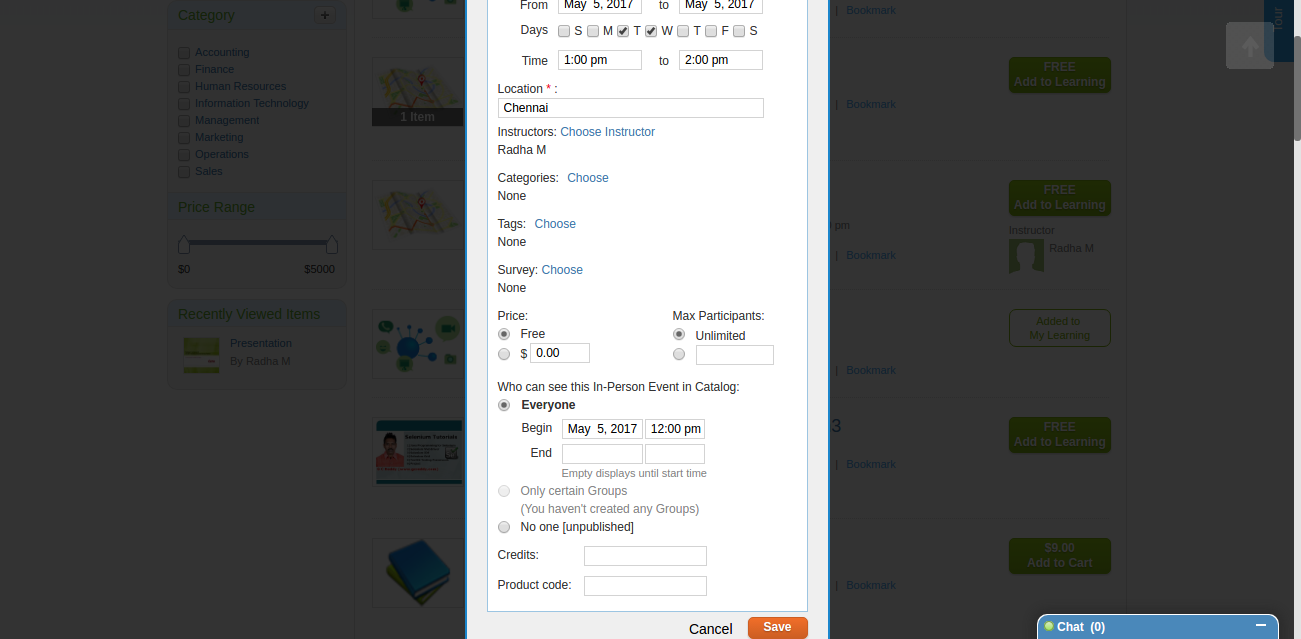 Category +
Accounting
Finance
Human Resources
Information Technology
Management
Marketing
Operations
Sales
Price Range
$0 $5000
Recently Viewed Items
Presentation
By Radha M
1 Item
From May 5, 2017 to May 5, 2017
Days S M T W T F S
Time 1:00 pm to 2:00 pm
Location * :
Chennai
Instructors: Choose Instructor
Radha M
Categories: Choose
None
Tags: Choose
None
Survey: Choose
None
Price: Max Participants:
Free Unlimited
$ 0.00
Who can see this In-Person Event in Catalog:
Everyone
Begin May 5, 2017 12:00 pm
End
Empty displays until start time
Only certain Groups
(You haven't created any Groups)
No one [unpublished]
Credits:
Product code:
Cancel Save
| Bookmark
Tour
FREE
Add to Learning
| Bookmark
FREE
Add to Learning
pm
Instructor
Radha M
| Bookmark
Added to
My Learning
| Bookmark
3
FREE
Add to Learning
| Bookmark
$9.00
Add to Cart
| Bookmark
Selenium Tutorials
Chat (0)